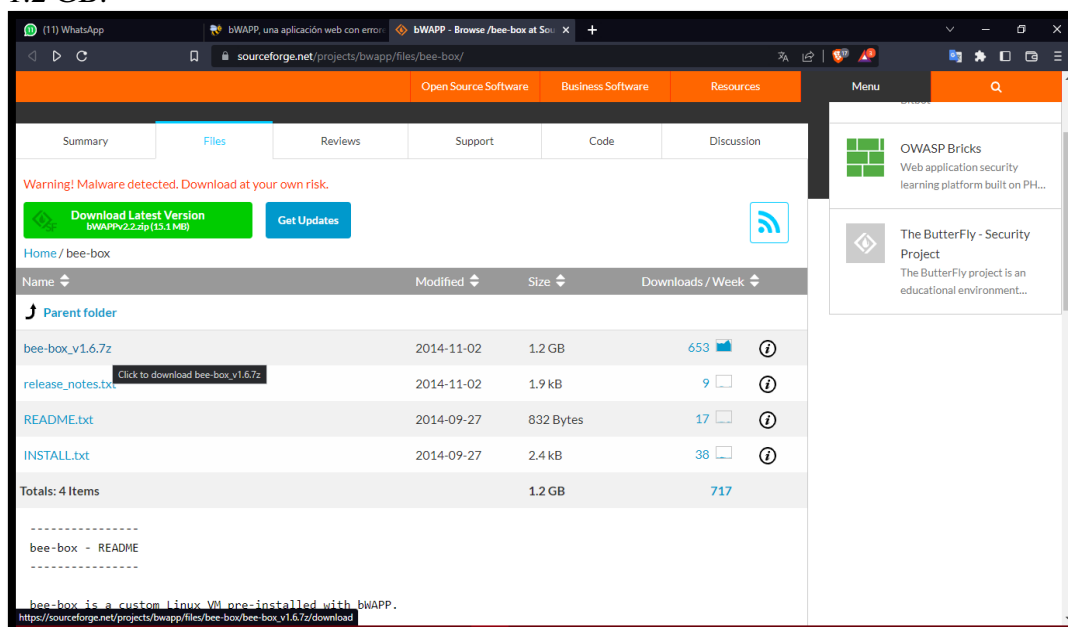 1.2 GB.
(11) WhatsApp
bWAPP, una aplicación web con errore
bWAPP - Browse /bee-box at Sou
sourceforge.net/projects/bwapp/files/bee-box/
Open Source Software Business Software Resources Menu
Summary Files Reviews Support Code Discussion
Warning! Malware detected. Download at your own risk.
Download Latest Version
bWAPPv2.2.zip (15.1 MB)
Get Updates
Home / bee-box
Name Modified Size Downloads / Week
Parent folder
bee-box_v1.6.7z 2014-11-02 1.2 GB 653
Click to download bee-box_v1.6.7z
release_notes.txt 2014-11-02 1.9 kB 9
README.txt 2014-09-27 832 Bytes 17
INSTALL.txt 2014-09-27 2.4 kB 38
Totals: 4 Items 1.2 GB 717
----------------
bee-box - README
----------------
bee-box is a custom Linux VM pre-installed with bWAPP.
https://sourceforge.net/projects/bwapp/files/bee-box/bee-box_v1.6.7z/download
OWASP Bricks
Web application security
learning platform built on PH...
The ButterFly - Security
Project
The ButterFly project is an
educational environment...